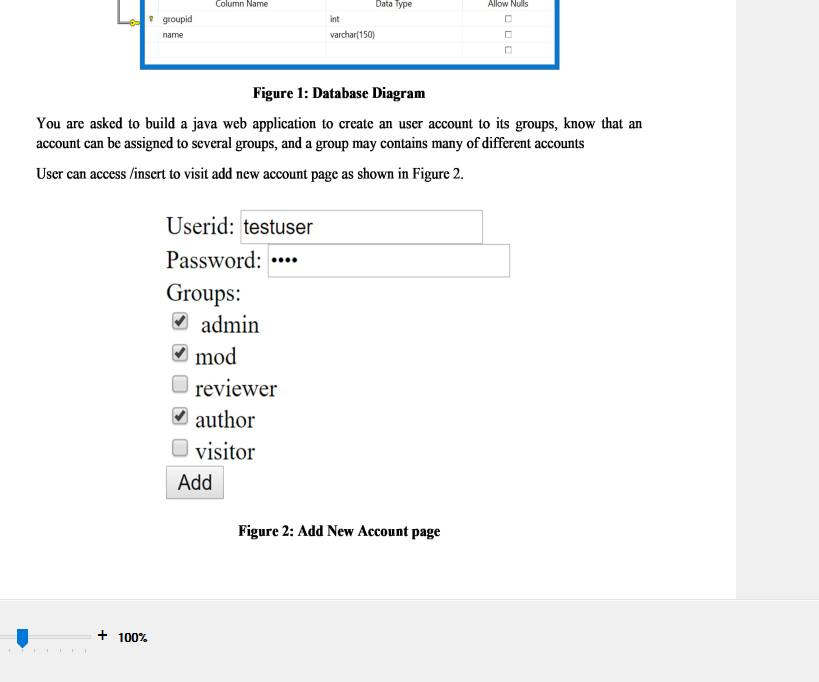 Column Name Data Type Allow Nulls
groupid int
name varchar(150)
Figure 1: Database Diagram
You are asked to build a java web application to create an user account to its groups, know that an
account can be assigned to several groups, and a group may contains many of different accounts
User can access /insert to visit add new account page as shown in Figure 2.
Userid: testuser
Password: ••••
Groups:
admin
mod
reviewer
author
visitor
Add
Figure 2: Add New Account page
+ 100%